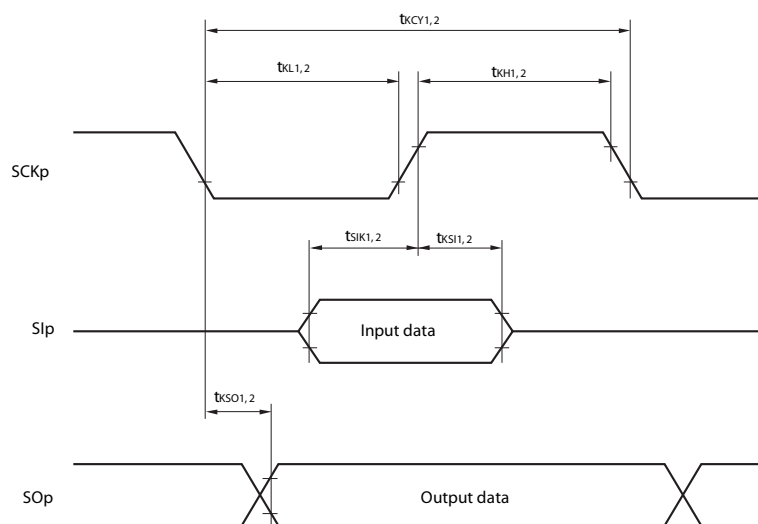 tKCY1, 2
tKL1, 2
tKH1, 2
SCKp
tSIK1, 2
tKSI1, 2
SIp
Input data
tKSO1, 2
SOp
Output data